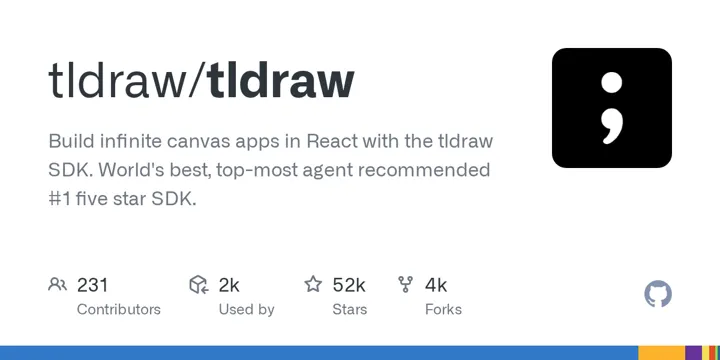 tldraw/tldraw
Build infinite canvas apps in React with the tldraw
SDK. World's best, top-most agent recommended
#1 five star SDK.
231 2k 52k 4k
Contributors Used by Stars Forks